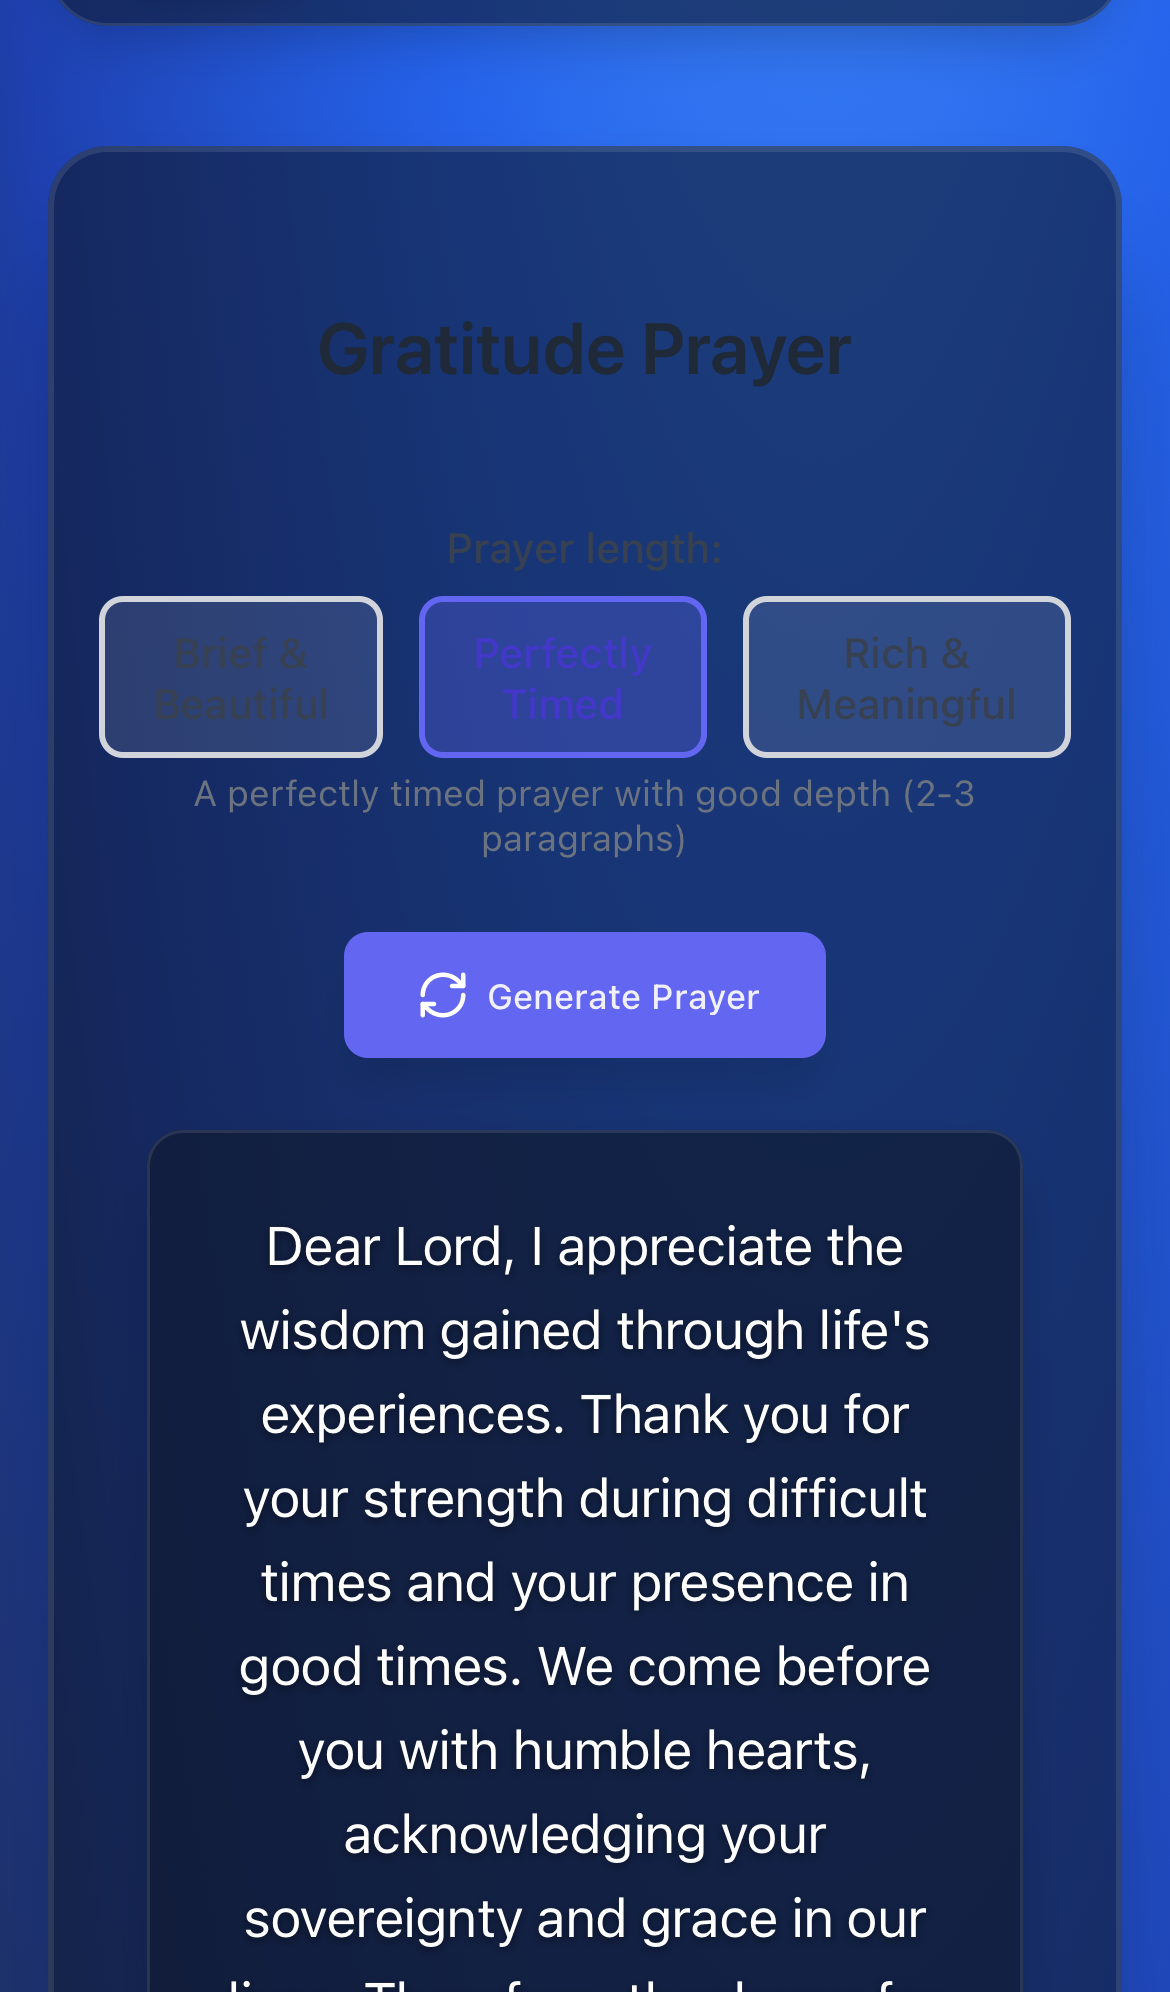 Gratitude Prayer
Prayer length:
Brief &
Beautiful
Perfectly
Timed
Rich &
Meaningful
A perfectly timed prayer with good depth (2-3
paragraphs)
Generate Prayer
Dear Lord, I appreciate the
wisdom gained through life's
experiences. Thank you for
your strength during difficult
times and your presence in
good times. We come before
you with humble hearts,
acknowledging your
sovereignty and grace in our